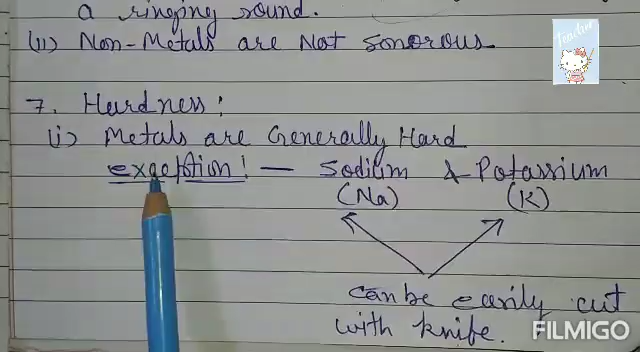 a ringing sound.
(ii) Non-Metals are Not Sonorous
Teacher
7. Hardness:
(i) Metals are Generally Hard
exception! — Sodium & Potassium
(Na) (K)
can be easily cut
with knife.
FILMIGO